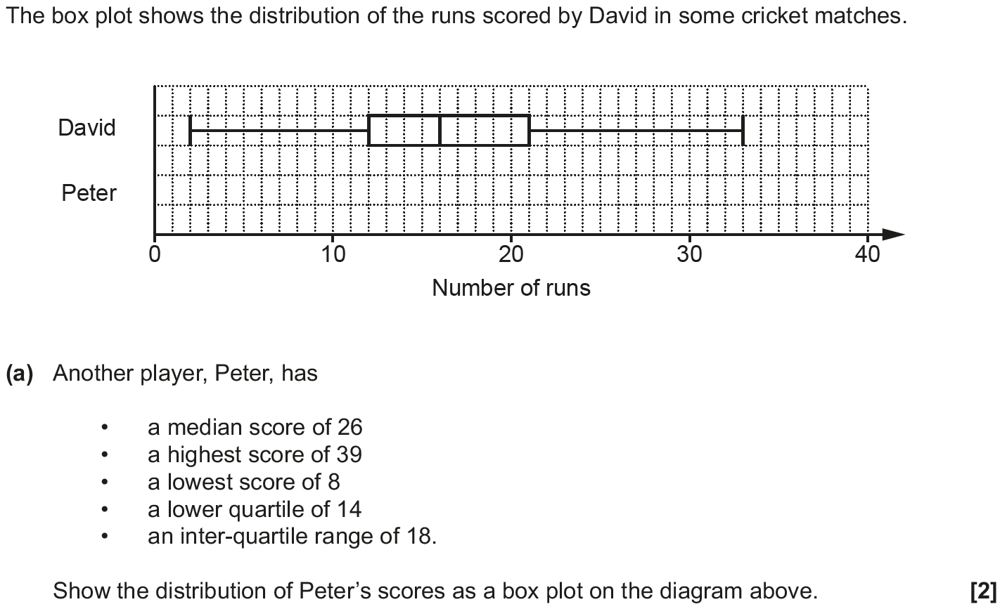 The box plot shows the distribution of the runs scored by David in some cricket matches.
David
Peter
0 10 20 30 40
Number of runs
(a) Another player, Peter, has
• a median score of 26
• a highest score of 39
• a lowest score of 8
• a lower quartile of 14
• an inter-quartile range of 18.
Show the distribution of Peter’s scores as a box plot on the diagram above. [2]